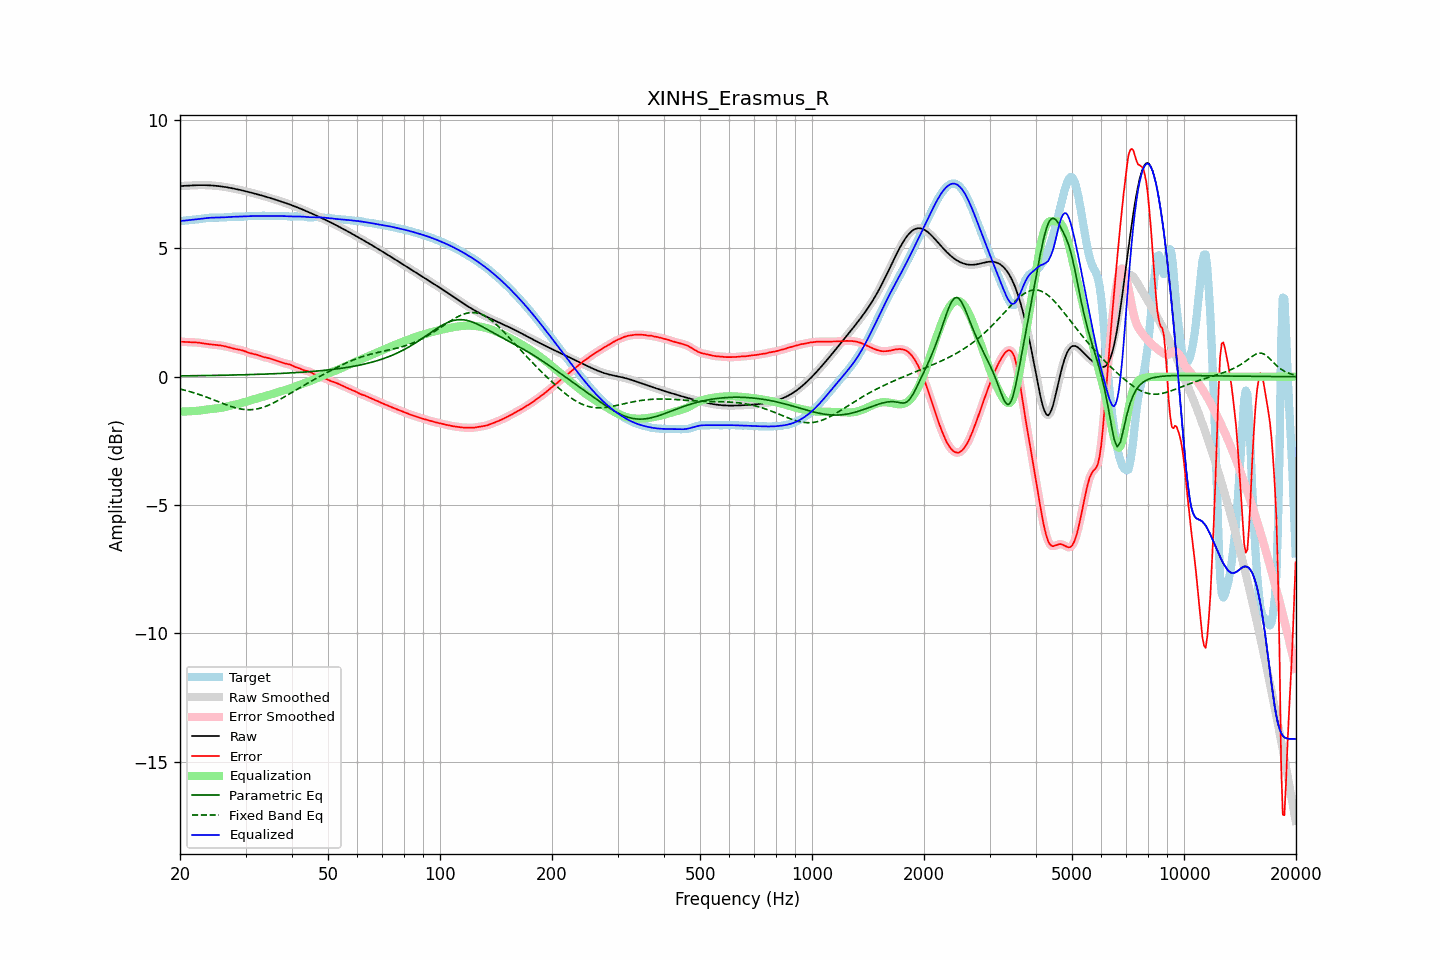 XINHS_Erasmus_R
10
5
0
−5
−10
−15
Amplitude (dBr)
Target
Raw Smoothed
Error Smoothed
Raw
Error
Equalization
Parametric Eq
Fixed Band Eq
Equalized
20 50 100 200 500 1000 2000 5000 10000 20000
Frequency (Hz)